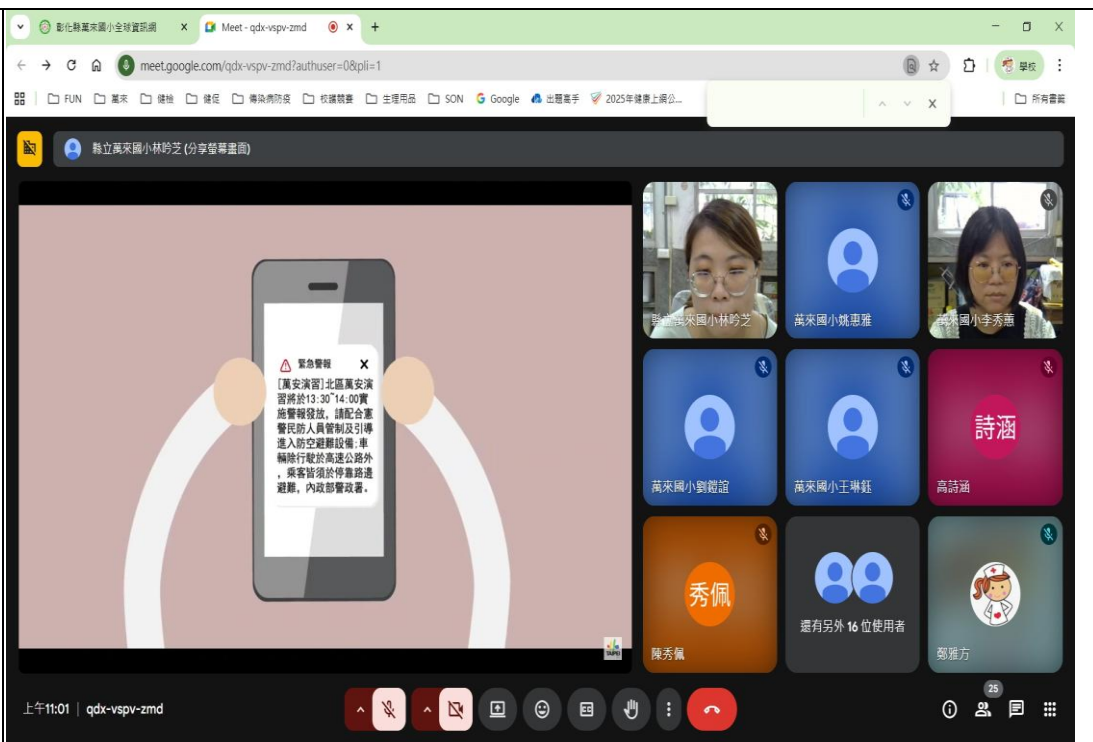 彰化縣萬來國小全球資訊網
Meet - qdx-vspv-zmd
meet.google.com/qdx-vspv-zmd?authuser=0&pli=1
學校
FUN
萬來
健檢
健促
傳染病防疫
校護競賽
生理用品
SON
Google
出題高手
2025年健康上網公...
所有書籤
縣立萬來國小林吟芝 (分享螢幕畫面)
緊急警報 X
[萬安演習]北區萬安演
習將於13:30~14:00實
施警報發放，請配合憲
警民防人員管制及引導
進入防空避難設備;車
輛除行駛於高速公路外
，乘客皆須於停靠路邊
避難，內政部警政署。
TAIPEI
縣立萬來國小林吟芝
萬來國小姚惠雅
萬來國小李秀蕙
萬來國小劉鎧誼
萬來國小王琳鈺
詩涵
高詩涵
秀佩
陳秀佩
還有另外 16 位使用者
鄭雅方
上午11:01 | qdx-vspv-zmd
25